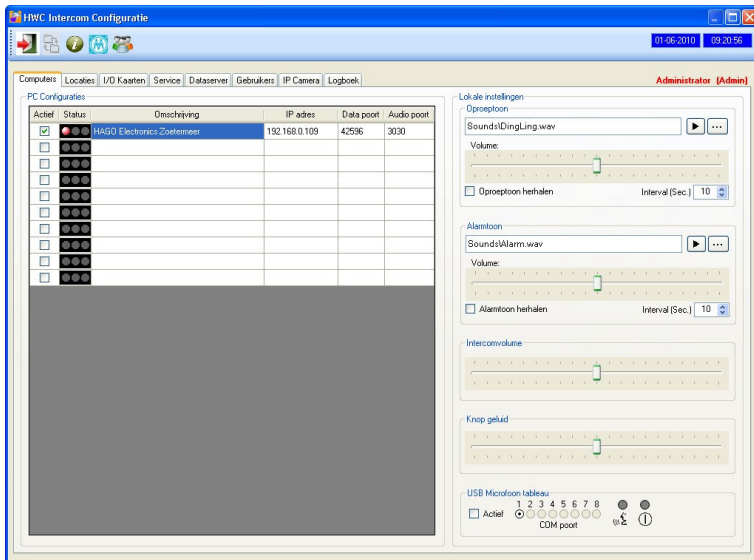 HWC Intercom Configuratie
01-06-2010 09:20:56
Computers Locaties I/O Kaarten Service Dataserver Gebruikers IP Camera Logboek
Administrator (Admin)
PC Configuraties
Actief Status Omschrijving IP adres Data poort Audio poort
HAGO Electronics Zoetermeer 192.168.0.109 42596 3030
Lokale instellingen
Oproeptoon
Sounds\DingLing.wav
...
Volume:
Oproeptoon herhalen Interval (Sec.) 10
Alarmtoon
Sounds\Alarm.wav
...
Volume:
Alarmtoon herhalen Interval (Sec.) 10
Intercomvolume
Knop geluid
USB Microfoon tableau
1 2 3 4 5 6 7 8
Actief
COM poort